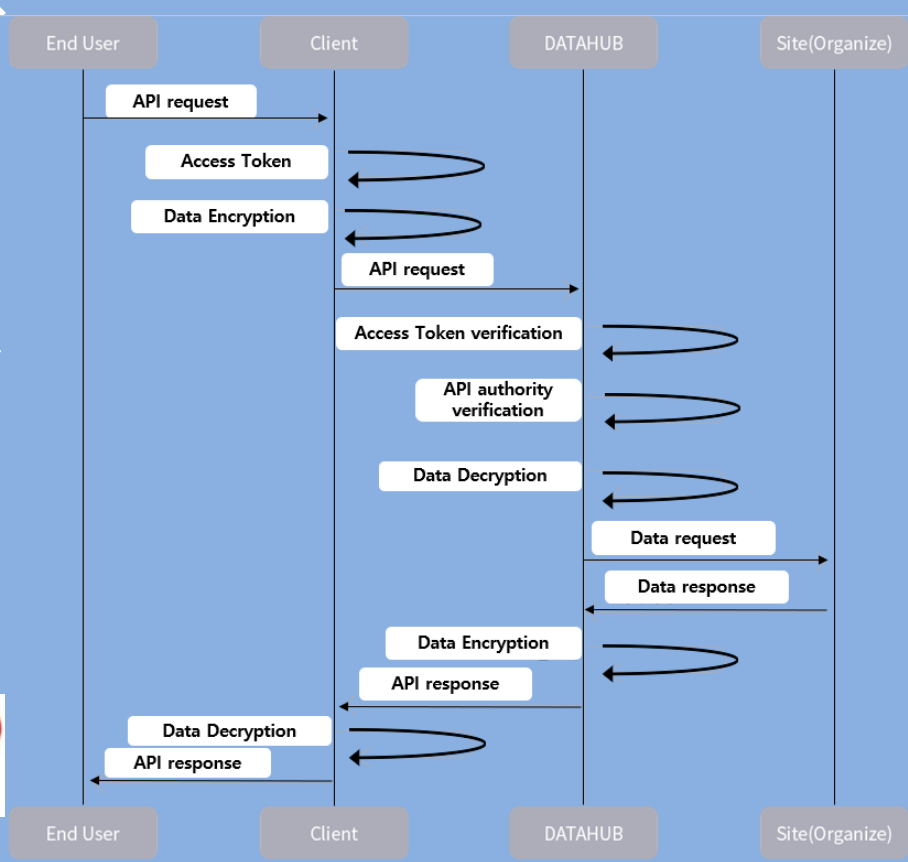 End User
Client
DATAHUB
Site(Organize)
API request
Access Token
Data Encryption
API request
Access Token verification
API authority
verification
Data Decryption
Data request
Data response
Data Encryption
API response
Data Decryption
API response
End User
Client
DATAHUB
Site(Organize)